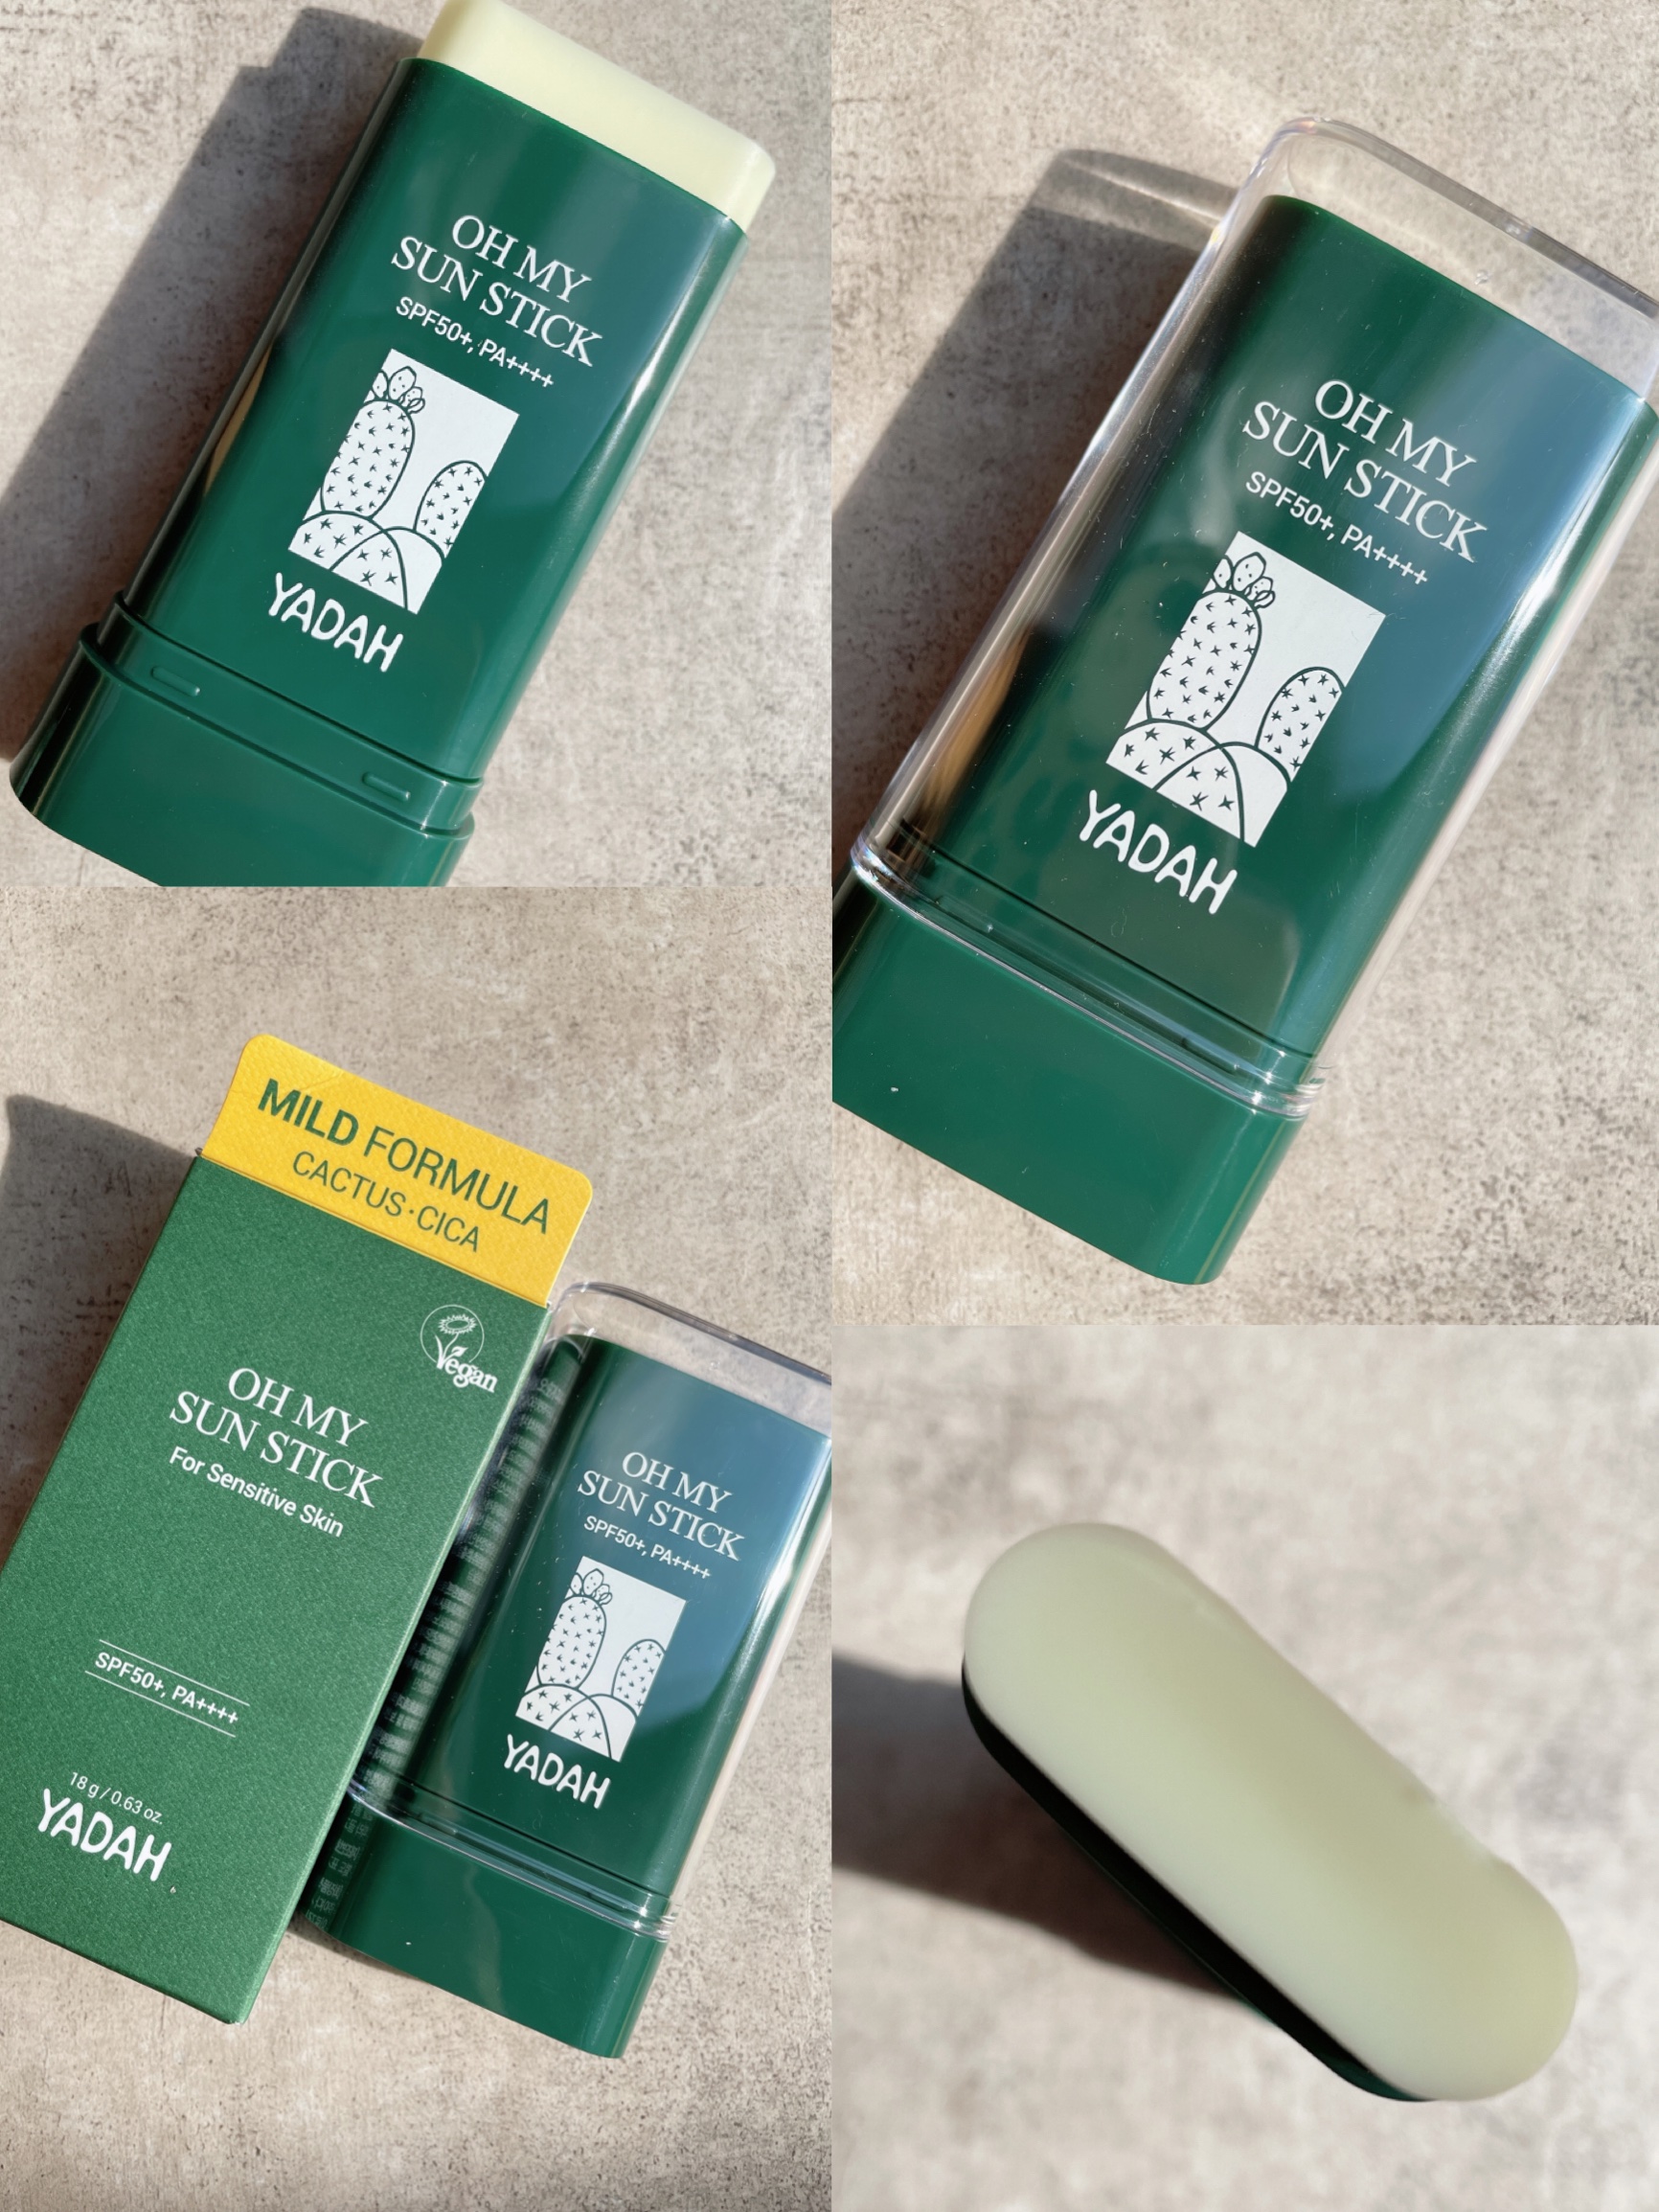 OH MY
SUN STICK
SPF50+, PA++++
YADAH
OH MY
SUN STICK
SPF50+, PA++++
YADAH
MILD FORMULA
CACTUS·CICA
Vegan
OH MY
SUN STICK
For Sensitive Skin
SPF50+, PA++++
18 g / 0.63 oz.
YADAH
OH MY
SUN STICK
SPF50+, PA++++
YADAH